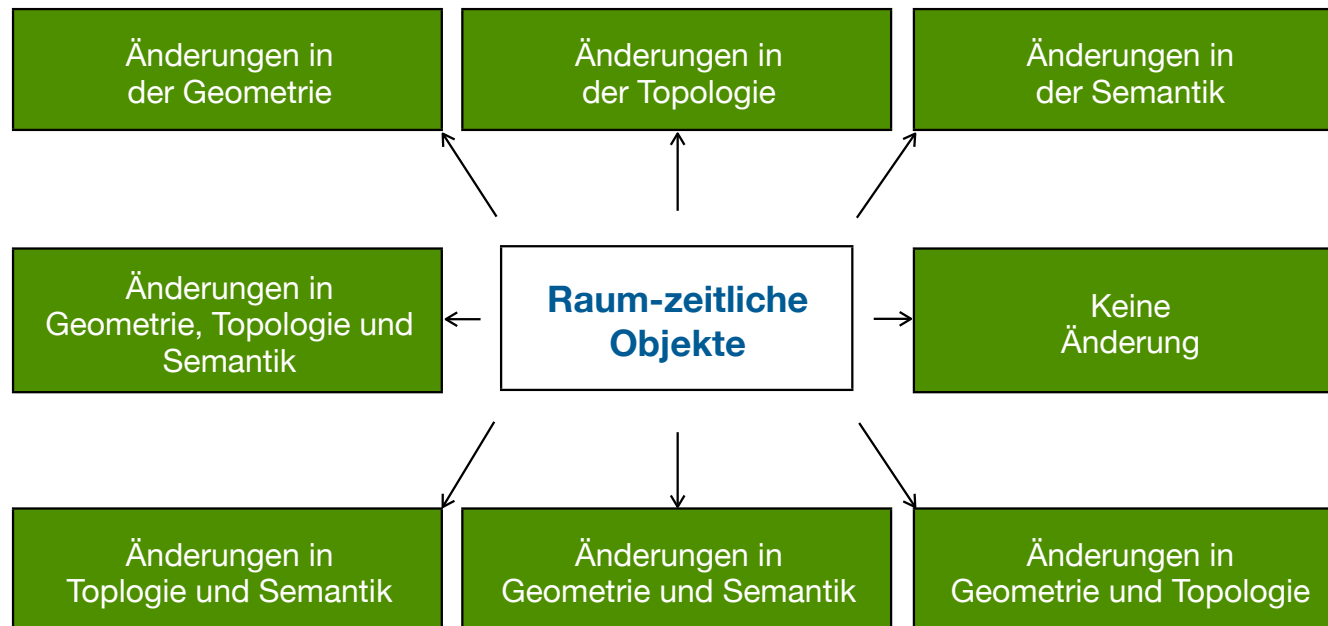 Änderungen in
der Geometrie
Änderungen in
der Topologie
Änderungen in
der Semantik
Änderungen in
Geometrie, Topologie und
Semantik
Raum-zeitliche
Objekte
Keine
Änderung
Änderungen in
Toplogie und Semantik
Änderungen in
Geometrie und Semantik
Änderungen in
Geometrie und Topologie